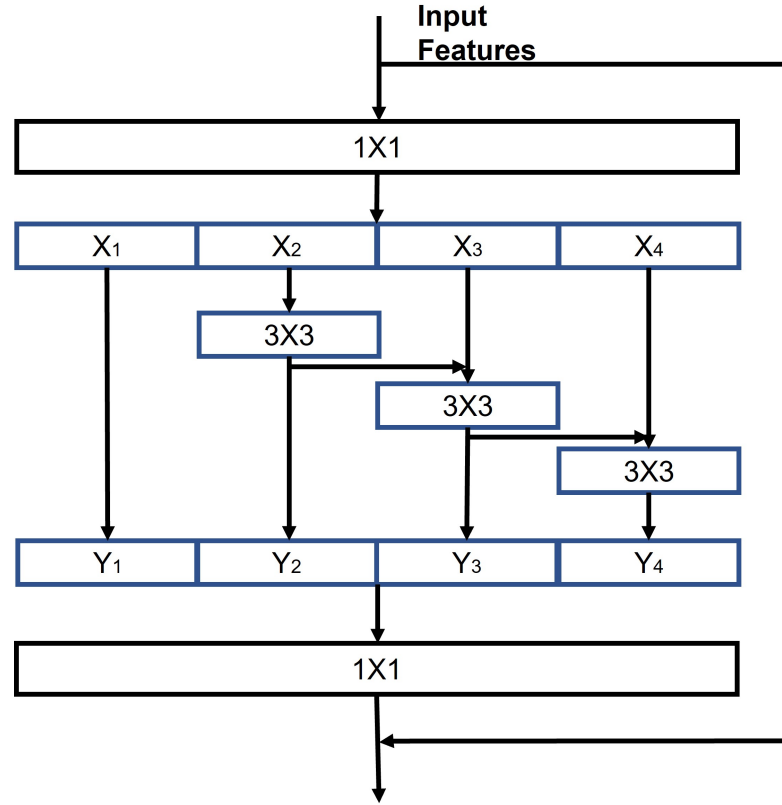 Input
Features
1X1
X1 X2 X3 X4
3X3
3X3
3X3
Y1 Y2 Y3 Y4
1X1